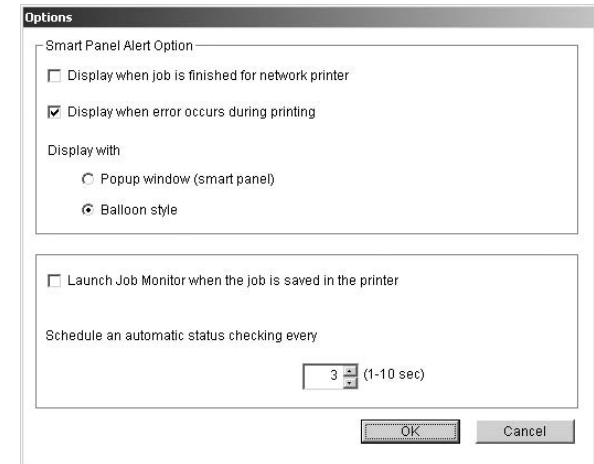 Options
Smart Panel Alert Option
Display when job is finished for network printer
Display when error occurs during printing
Display with
Popup window (smart panel)
Balloon style
Launch Job Monitor when the job is saved in the printer
Schedule an automatic status checking every
3 (1-10 sec)
OK Cancel